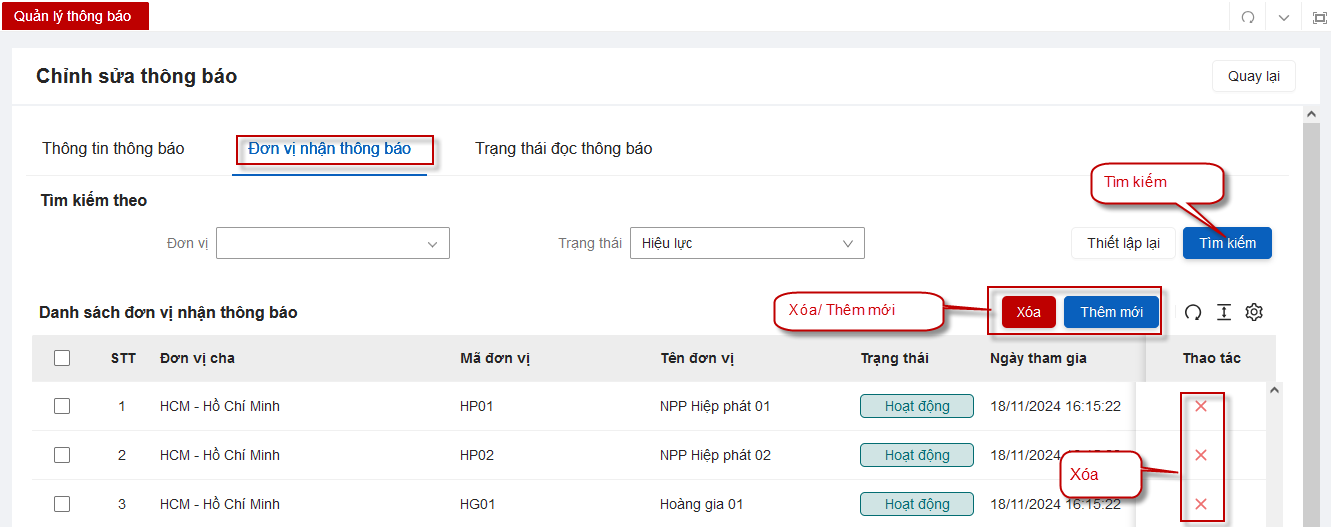 Quản lý thông báo
Chỉnh sửa thông báo
Quay lại
Thông tin thông báo Đơn vị nhận thông báo Trạng thái đọc thông báo
Tìm kiếm
Tìm kiếm theo
Đơn vị Trạng thái Hiệu lực Thiết lập lại Tìm kiếm
Danh sách đơn vị nhận thông báo Xóa/ Thêm mới Xóa Thêm mới
STT Đơn vị cha Mã đơn vị Tên đơn vị Trạng thái Ngày tham gia Thao tác
1 HCM - Hồ Chí Minh HP01 NPP Hiệp phát 01 Hoạt động 18/11/2024 16:15:22
2 HCM - Hồ Chí Minh HP02 NPP Hiệp phát 02 Hoạt động 18/11/2024
Xóa
3 HCM - Hồ Chí Minh HG01 Hoàng gia 01 Hoạt động 18/11/2024 16:15:22